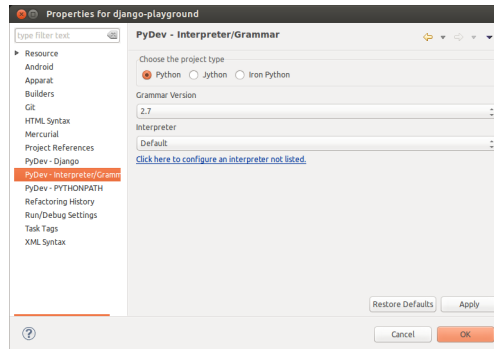 Properties for django-playground
type filter text
Resource
Android
Apparat
Builders
Git
HTML Syntax
Mercurial
Project References
PyDev - Django
PyDev - Interpreter/Gramm
PyDev - PYTHONPATH
Refactoring History
Run/Debug Settings
Task Tags
XML Syntax
PyDev - Interpreter/Grammar
Choose the project type
Python
Jython
Iron Python
Grammar Version
2.7
Interpreter
Default
Click here to configure an interpreter not listed.
Restore Defaults
Apply
Cancel
OK